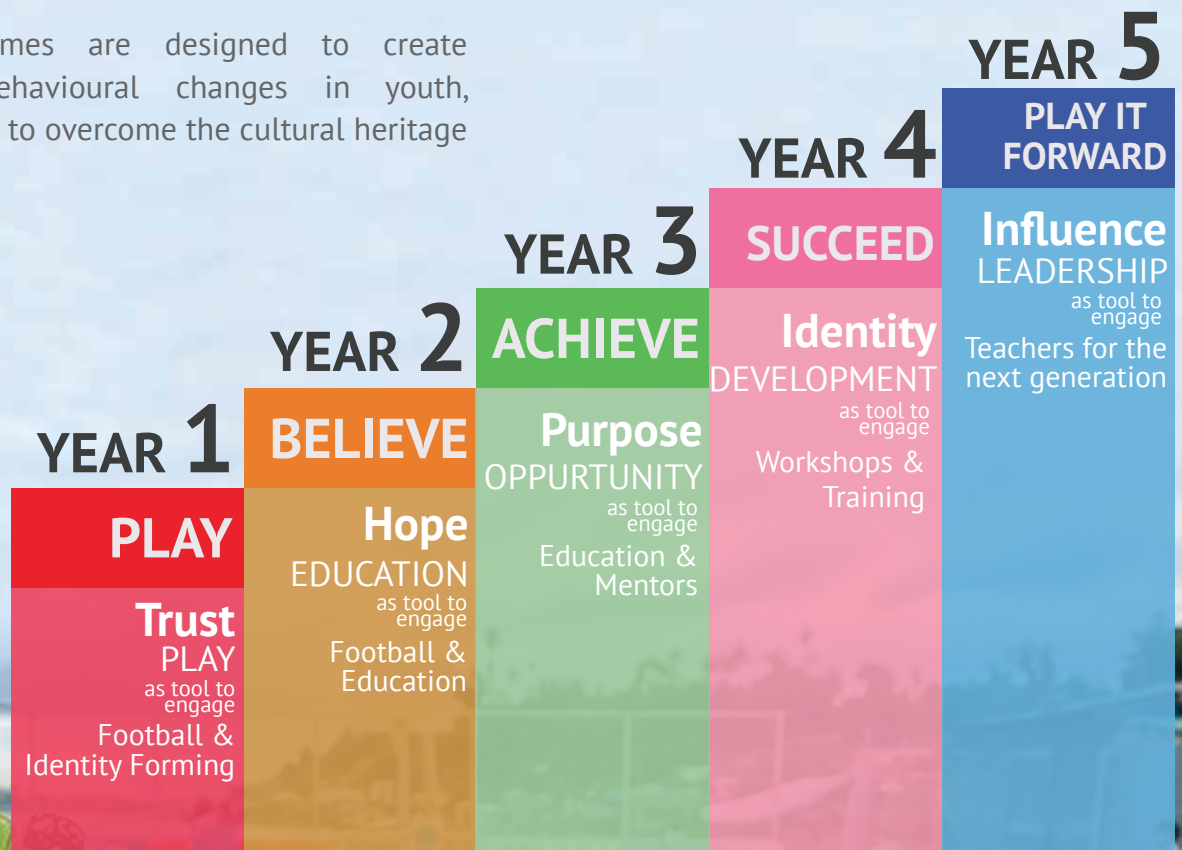 are designed to create
changes in youth,
to overcome the cultural heritage
YEAR 1
PLAY
Trust
PLAY
as tool to
engage
Football &
Identity Forming
YEAR 2
BELIEVE
Hope
EDUCATION
as tool to
engage
Football &
Education
YEAR 3
ACHIEVE
Purpose
OPPURTUNITY
as tool to
engage
Education &
Mentors
YEAR 4
SUCCEED
Identity
DEVELOPMENT
as tool to
engage
Workshops &
Training
YEAR 5
PLAY IT
FORWARD
Influence
LEADERSHIP
as tool to
engage
Teachers for the
next generation